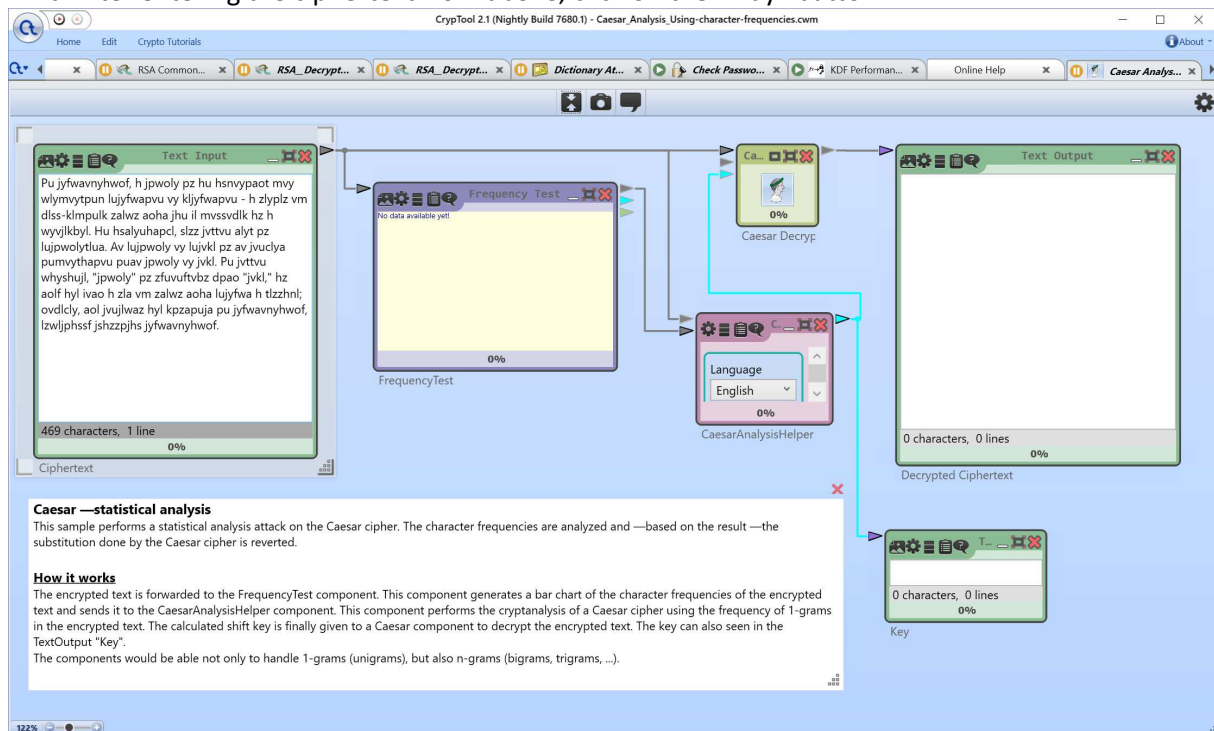 CrypTool 2.1 (Nightly Build 7680.1) - Caesar_Analysis_Using-character-frequencies.cwm
Home Edit Crypto Tutorials
About
RSA Common... x RSA_Decrypt... x RSA_Decrypt... x Dictionary At... x Check Passwo... x KDF Performan... x Online Help x Caesar Analys... x
Text Input
Pu jyfwavnyhwof, h jpwoly pz hu hsnvypaot mvy
wlymvytpun lujyfwapvu vy kljyfwapvu - h zlyplz vm
dlss-klmpulk zalwz aoha jhu il mvssvdlk hz h
wyvjlkbyl. Hu hsalyuhapcl, slzz jvttvu alyt pz
lujpwolytlua. Av lujpwoly vy lujvkl pz av jvuclya
pumvythapvu puav jpwoly vy jvkl. Pu jvttvu
whyshujl, "jpwoly" pz zfuvuftvbz dpao "jvkl," hz
aolf hyl ivao h zla vm zalwz aoha lujyfwa h tlzzhnl;
ovdlcly, aol jvujlwaz hyl kpzapuja pu jyfwavnyhwof,
lzwljphssf jshzzpjhs jyfwavnyhwof.
469 characters, 1 line
0%
Ciphertext
Frequency Test
No data available yet!
0%
FrequencyTest
Ca...
0%
Caesar Decryp
C...
Language
English
0%
CaesarAnalysisHelper
Text Output
0 characters, 0 lines
0%
Decrypted Ciphertext
T...
0 characters, 0 lines
0%
Key
Caesar —statistical analysis
This sample performs a statistical analysis attack on the Caesar cipher. The character frequencies are analyzed and —based on the result —the
substitution done by the Caesar cipher is reverted.
How it works
The encrypted text is forwarded to the FrequencyTest component. This component generates a bar chart of the character frequencies of the encrypted
text and sends it to the CaesarAnalysisHelper component. This component performs the cryptanalysis of a Caesar cipher using the frequency of 1-grams
in the encrypted text. The calculated shift key is finally given to a Caesar component to decrypt the encrypted text. The key can also seen in the
TextOutput "Key".
The components would be able not only to handle 1-grams (unigrams), but also n-grams (bigrams, trigrams, ...).
122%